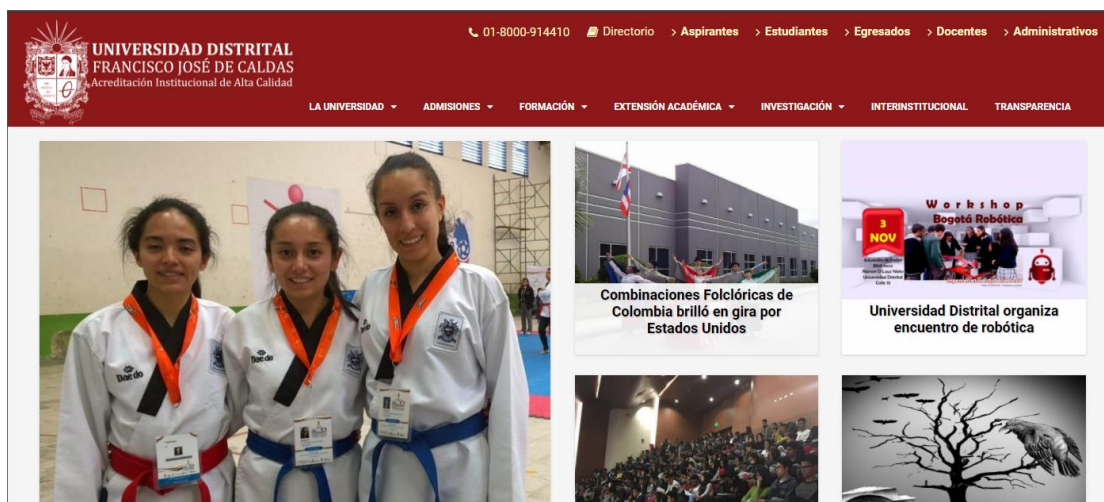 01-8000-914410 Directorio > Aspirantes > Estudiantes > Egresados > Docentes > Administrativos
UNIVERSIDAD DISTRITAL
FRANCISCO JOSÉ DE CALDAS
Acreditación Institucional de Alta Calidad
LA UNIVERSIDAD ADMISIONES FORMACIÓN EXTENSIÓN ACADÉMICA INVESTIGACIÓN INTERINSTITUCIONAL TRANSPARENCIA
Daedo
Daedo
Combinaciones Folclóricas de
Colombia brilló en gira por
Estados Unidos
Workshop
Bogotá Robótica
3
NOV
Universidad Distrital organiza
encuentro de robótica